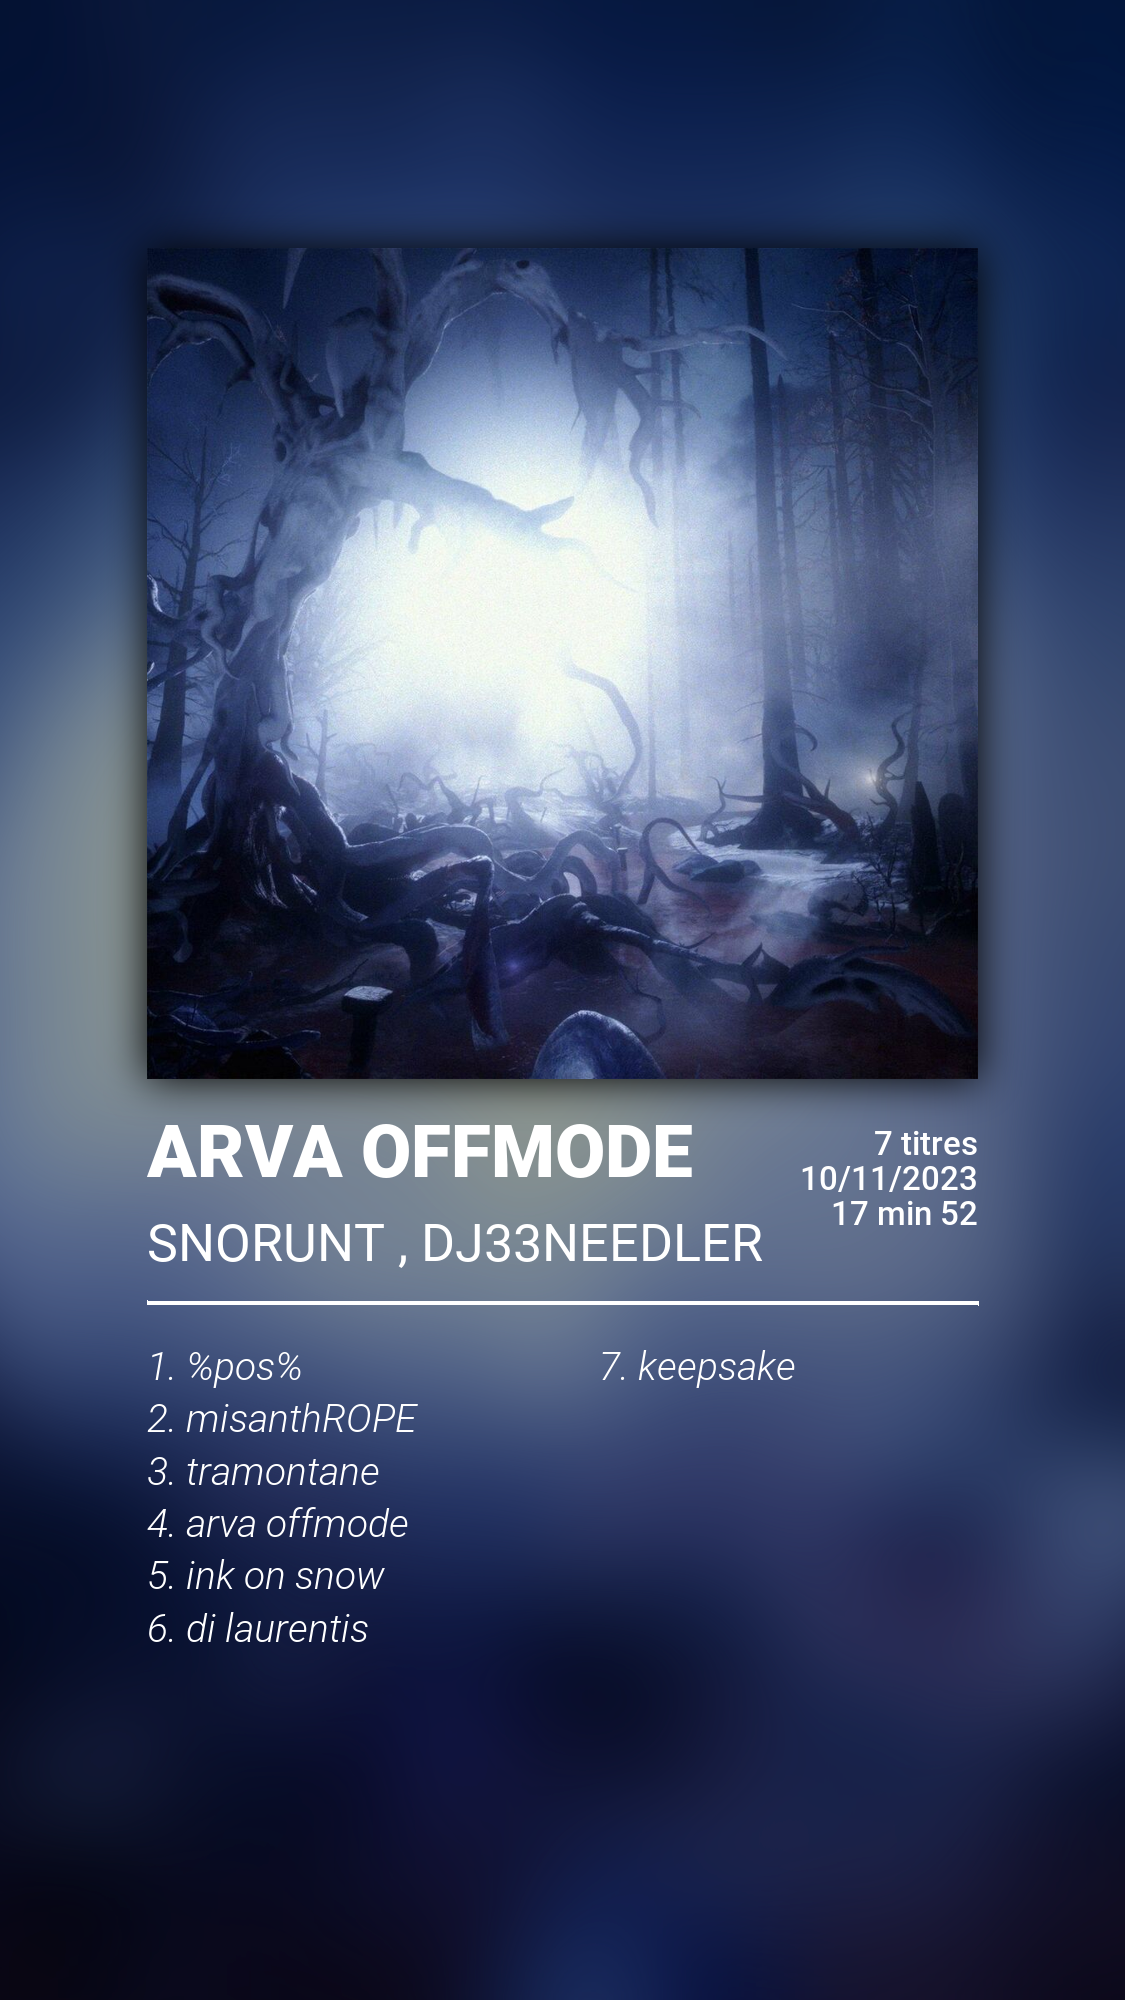 ARVA OFFMODE
SNORUNT , DJ33NEEDLER
7 titres
10/11/2023
17 min 52
1. %pos%
2. misanthROPE
3. tramontane
4. arva offmode
5. ink on snow
6. di laurentis
7. keepsake